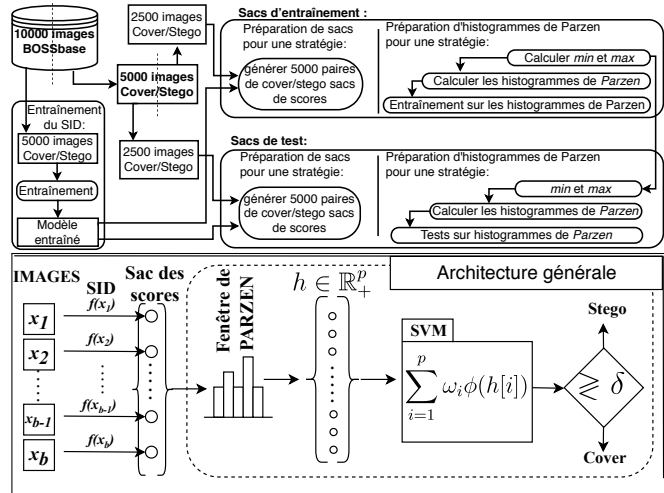 10000 images
BOSSbase
2500 images
Cover/Stego
5000 images
Cover/Stego
2500 images
Cover/Stego
Entraînement
du SID:
5000 images
Cover/Stego
Entraînement
Modèle
entraîné
Sacs d'entraînement :
Préparation de sacs
pour une stratégie:
générer 5000 paires
de cover/stego sacs
de scores
Préparation d'histogrammes de Parzen
pour une stratégie:
Calculer min et max
Calculer les histogrammes de Parzen
Entraînement sur les histogrammes de Parzen
Sacs de test:
Préparation de sacs
pour une stratégie:
générer 5000 paires
de cover/stego sacs
de scores
Préparation d'histogrammes de Parzen
pour une stratégie:
min et max
Calculer les histogrammes de Parzen
Tests sur histogrammes de Parzen
Architecture générale
IMAGES
SID
Sac des
scores
x1
f(x1)
x2
f(x2)
xb-1
f(xb-1)
xb
f(xb)
Fenêtre de
PARZEN
h ∈ ℝ₊ᵖ
SVM
∑ᵢ₌₁ᵖ ωᵢϕ(h[i])
Stego
≷ δ
Cover